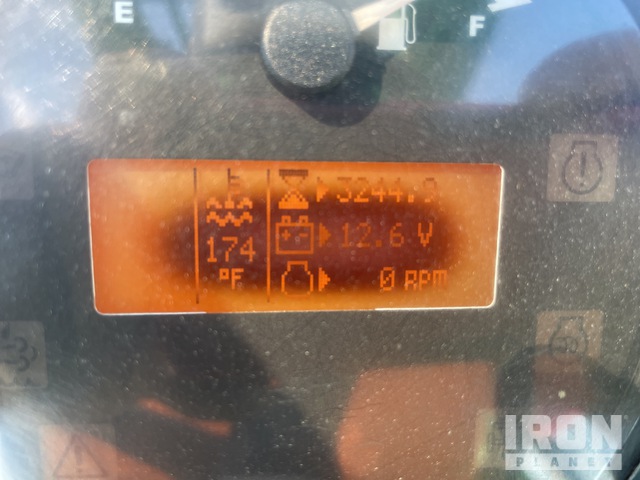 E F
3244.9
12.6 V
174
°F 0 RPM
IRON
PLANET